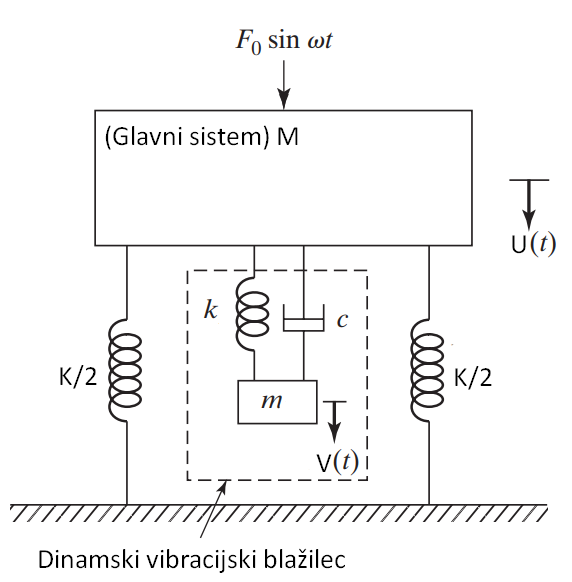 F₀ sin ωt
(Glavni sistem) M
U(t)
k
c
K/2
K/2
m
V(t)
Dinamski vibracijski blažilec